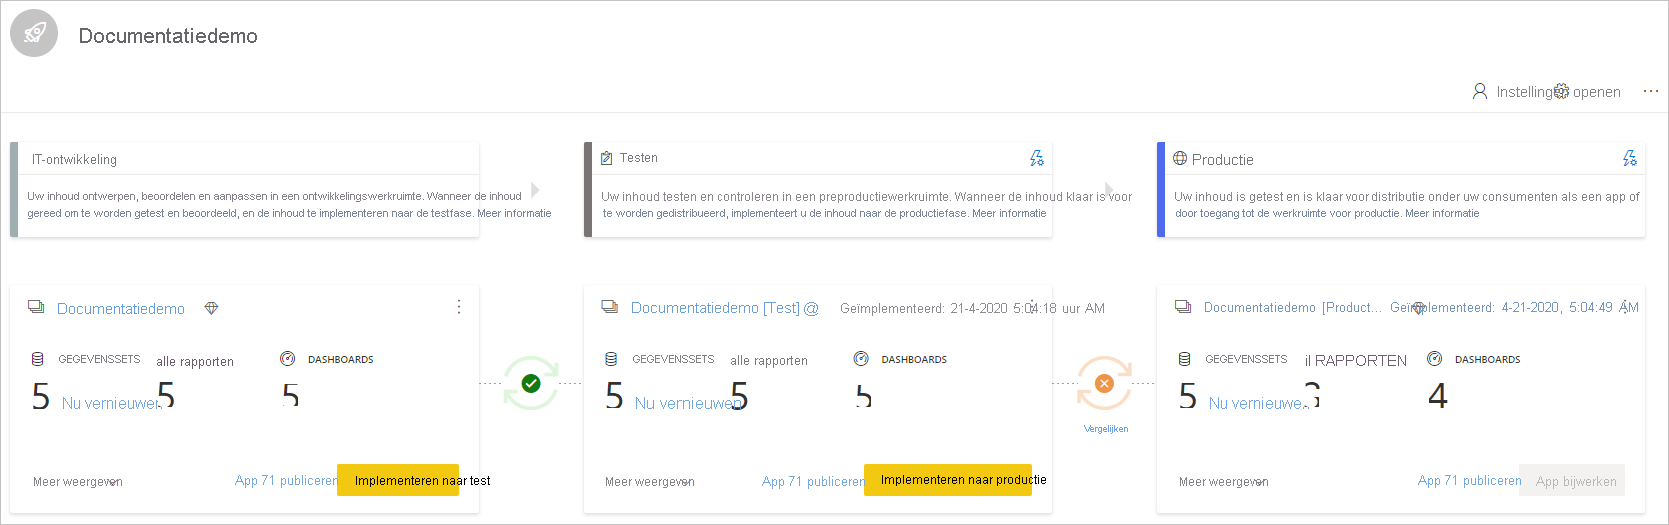 Documentatiedemo
Instellingen openen
IT-ontwikkeling
Uw inhoud ontwerpen, beoordelen en aanpassen in een ontwikkelingswerkruimte. Wanneer de inhoud
gereed om te worden getest en beoordeeld, en de inhoud te implementeren naar de testfase. Meer informatie
Testen
Uw inhoud testen en controleren in een preproductiewerkruimte. Wanneer de inhoud klaar is voor
te worden gedistribueerd, implementeert u de inhoud naar de productiefase. Meer informatie
Productie
Uw inhoud is getest en is klaar voor distributie onder uw consumenten als een app of
door toegang tot de werkruimte voor productie. Meer informatie
Documentatiedemo
GEGEVENSSETS alle rapporten DASHBOARDS
5 Nu vernieuwen 5 5
Meer weergeven App 71 publiceren Implementeren naar test
Documentatiedemo [Test] @ Geïmplementeerd: 21-4-2020 5:04:18 uur AM
GEGEVENSSETS alle rapporten DASHBOARDS
5 Nu vernieuwen 5 5
Meer weergeven App 71 publiceren Implementeren naar productie
Vergelijken
Documentatiedemo [Product... Geïmplementeerd: 4-21-2020, 5:04:49 AM
GEGEVENSSETS il RAPPORTEN DASHBOARDS
5 Nu vernieuwe.. 3 4
Meer weergeven App 71 publiceren App bijwerken